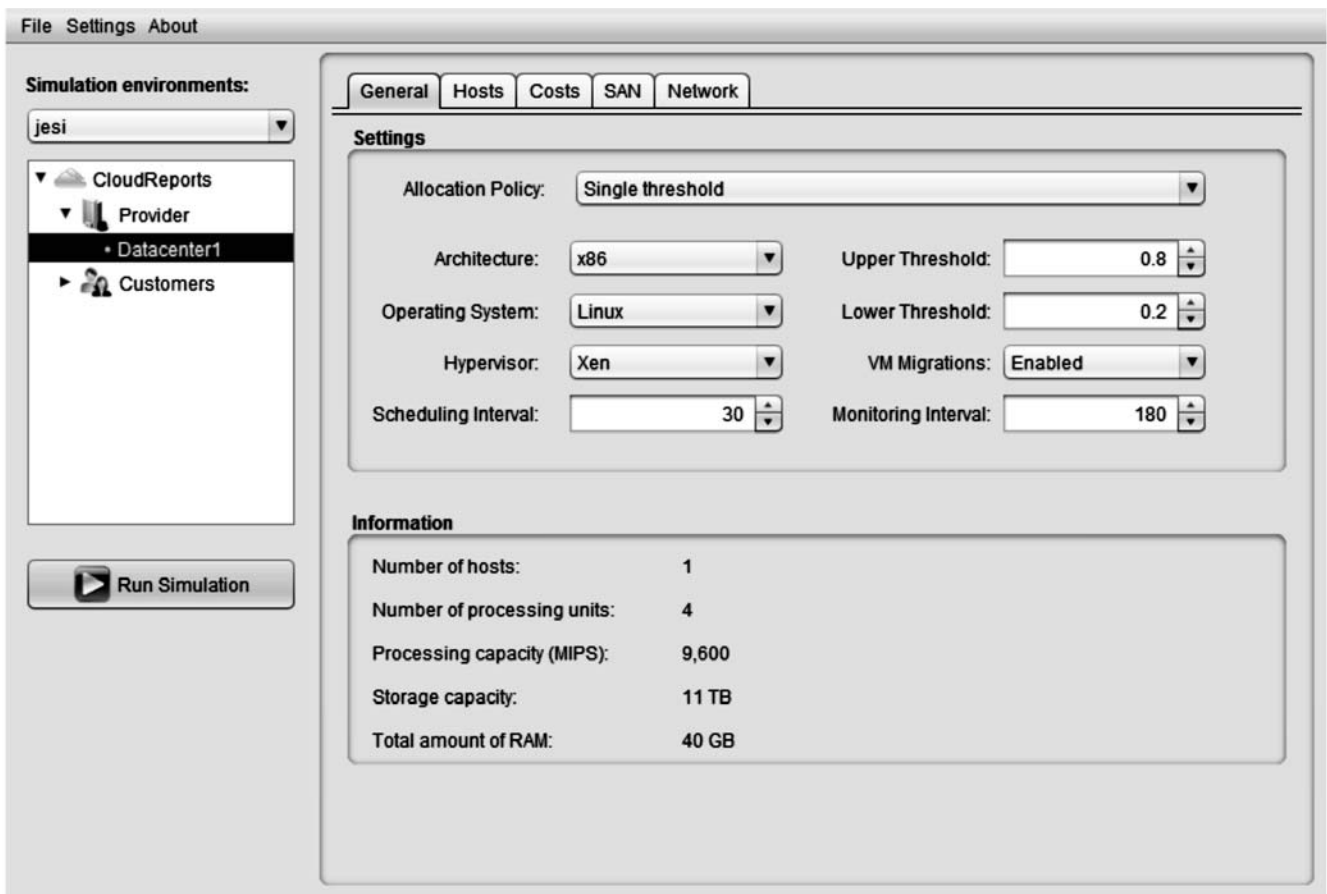 File Settings About
Simulation environments:
jesi
CloudReports
Provider
Datacenter1
Customers
Run Simulation
General Hosts Costs SAN Network
Settings
Allocation Policy: Single threshold
Architecture: x86 Upper Threshold: 0.8
Operating System: Linux Lower Threshold: 0.2
Hypervisor: Xen VM Migrations: Enabled
Scheduling Interval: 30 Monitoring Interval: 180
Information
Number of hosts: 1
Number of processing units: 4
Processing capacity (MIPS): 9,600
Storage capacity: 11 TB
Total amount of RAM: 40 GB